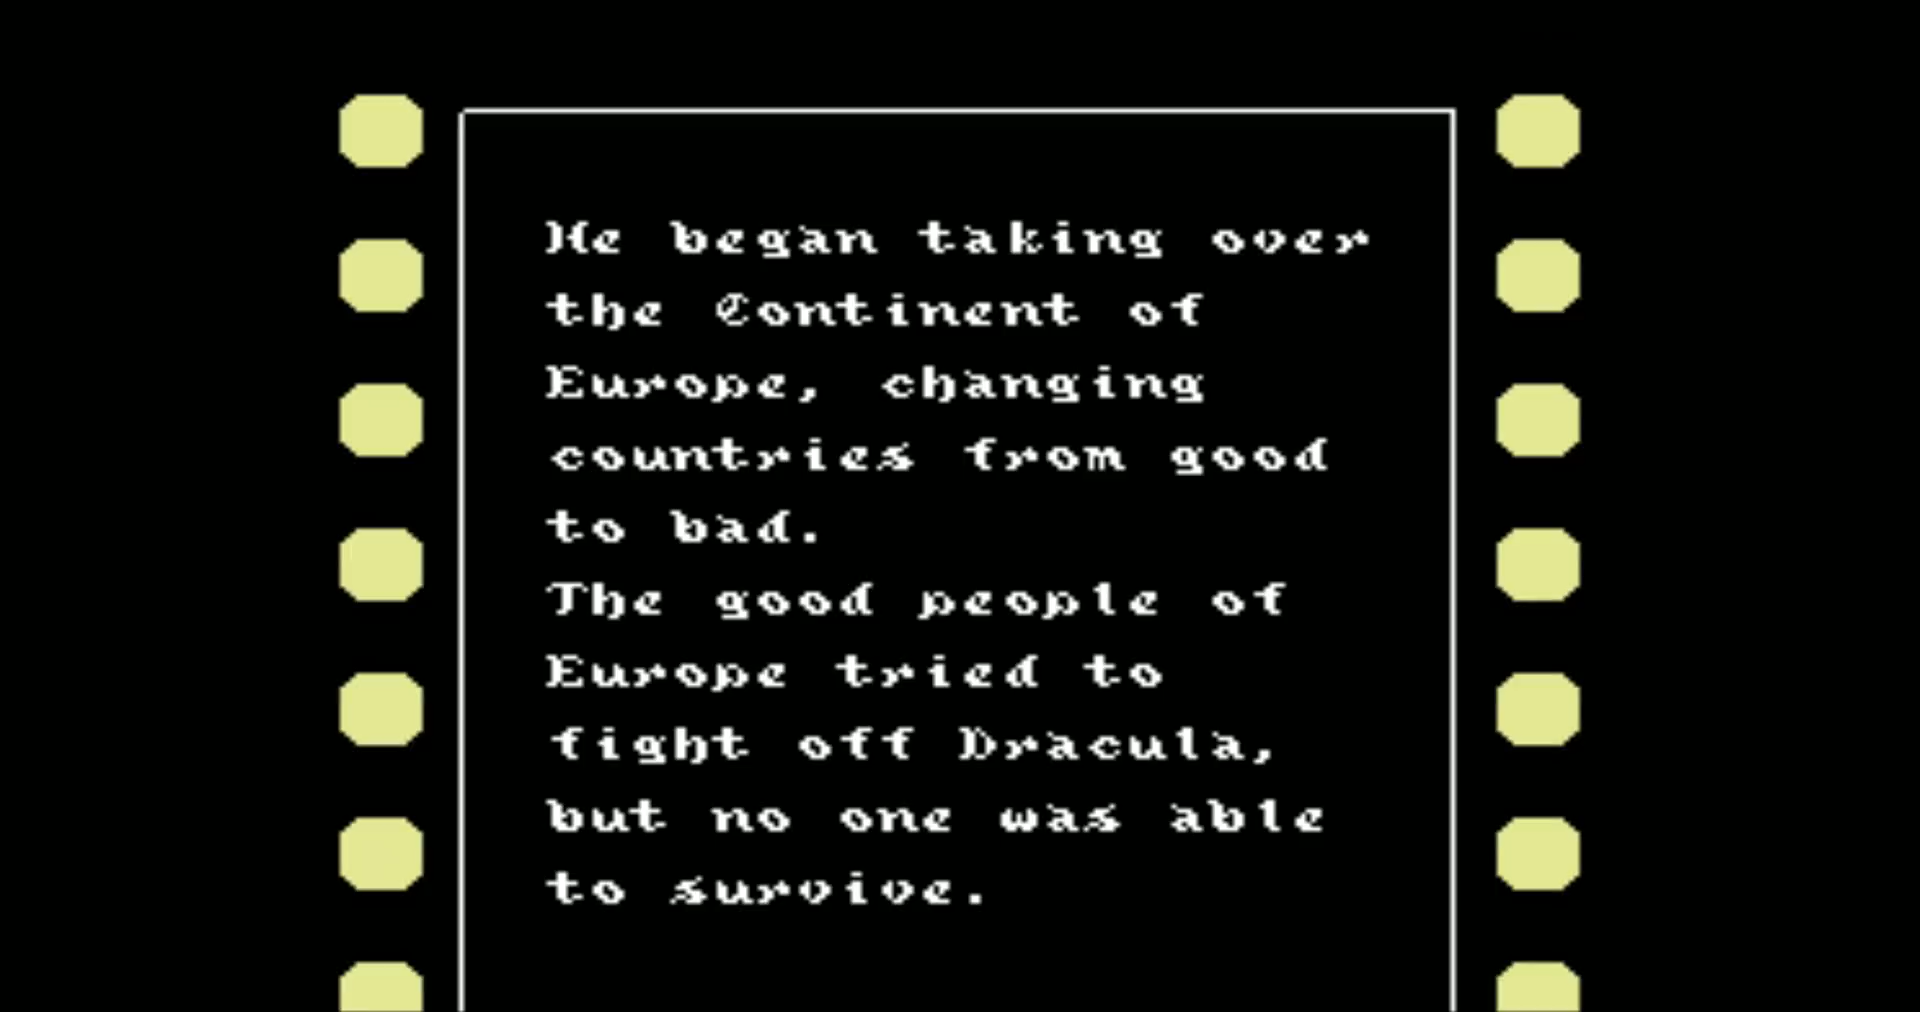 He began taking over
the Continent of
Europe, changing
countries from good
to bad.
The good people of
Europe tried to
fight off Dracula,
but no one was able
to survive.